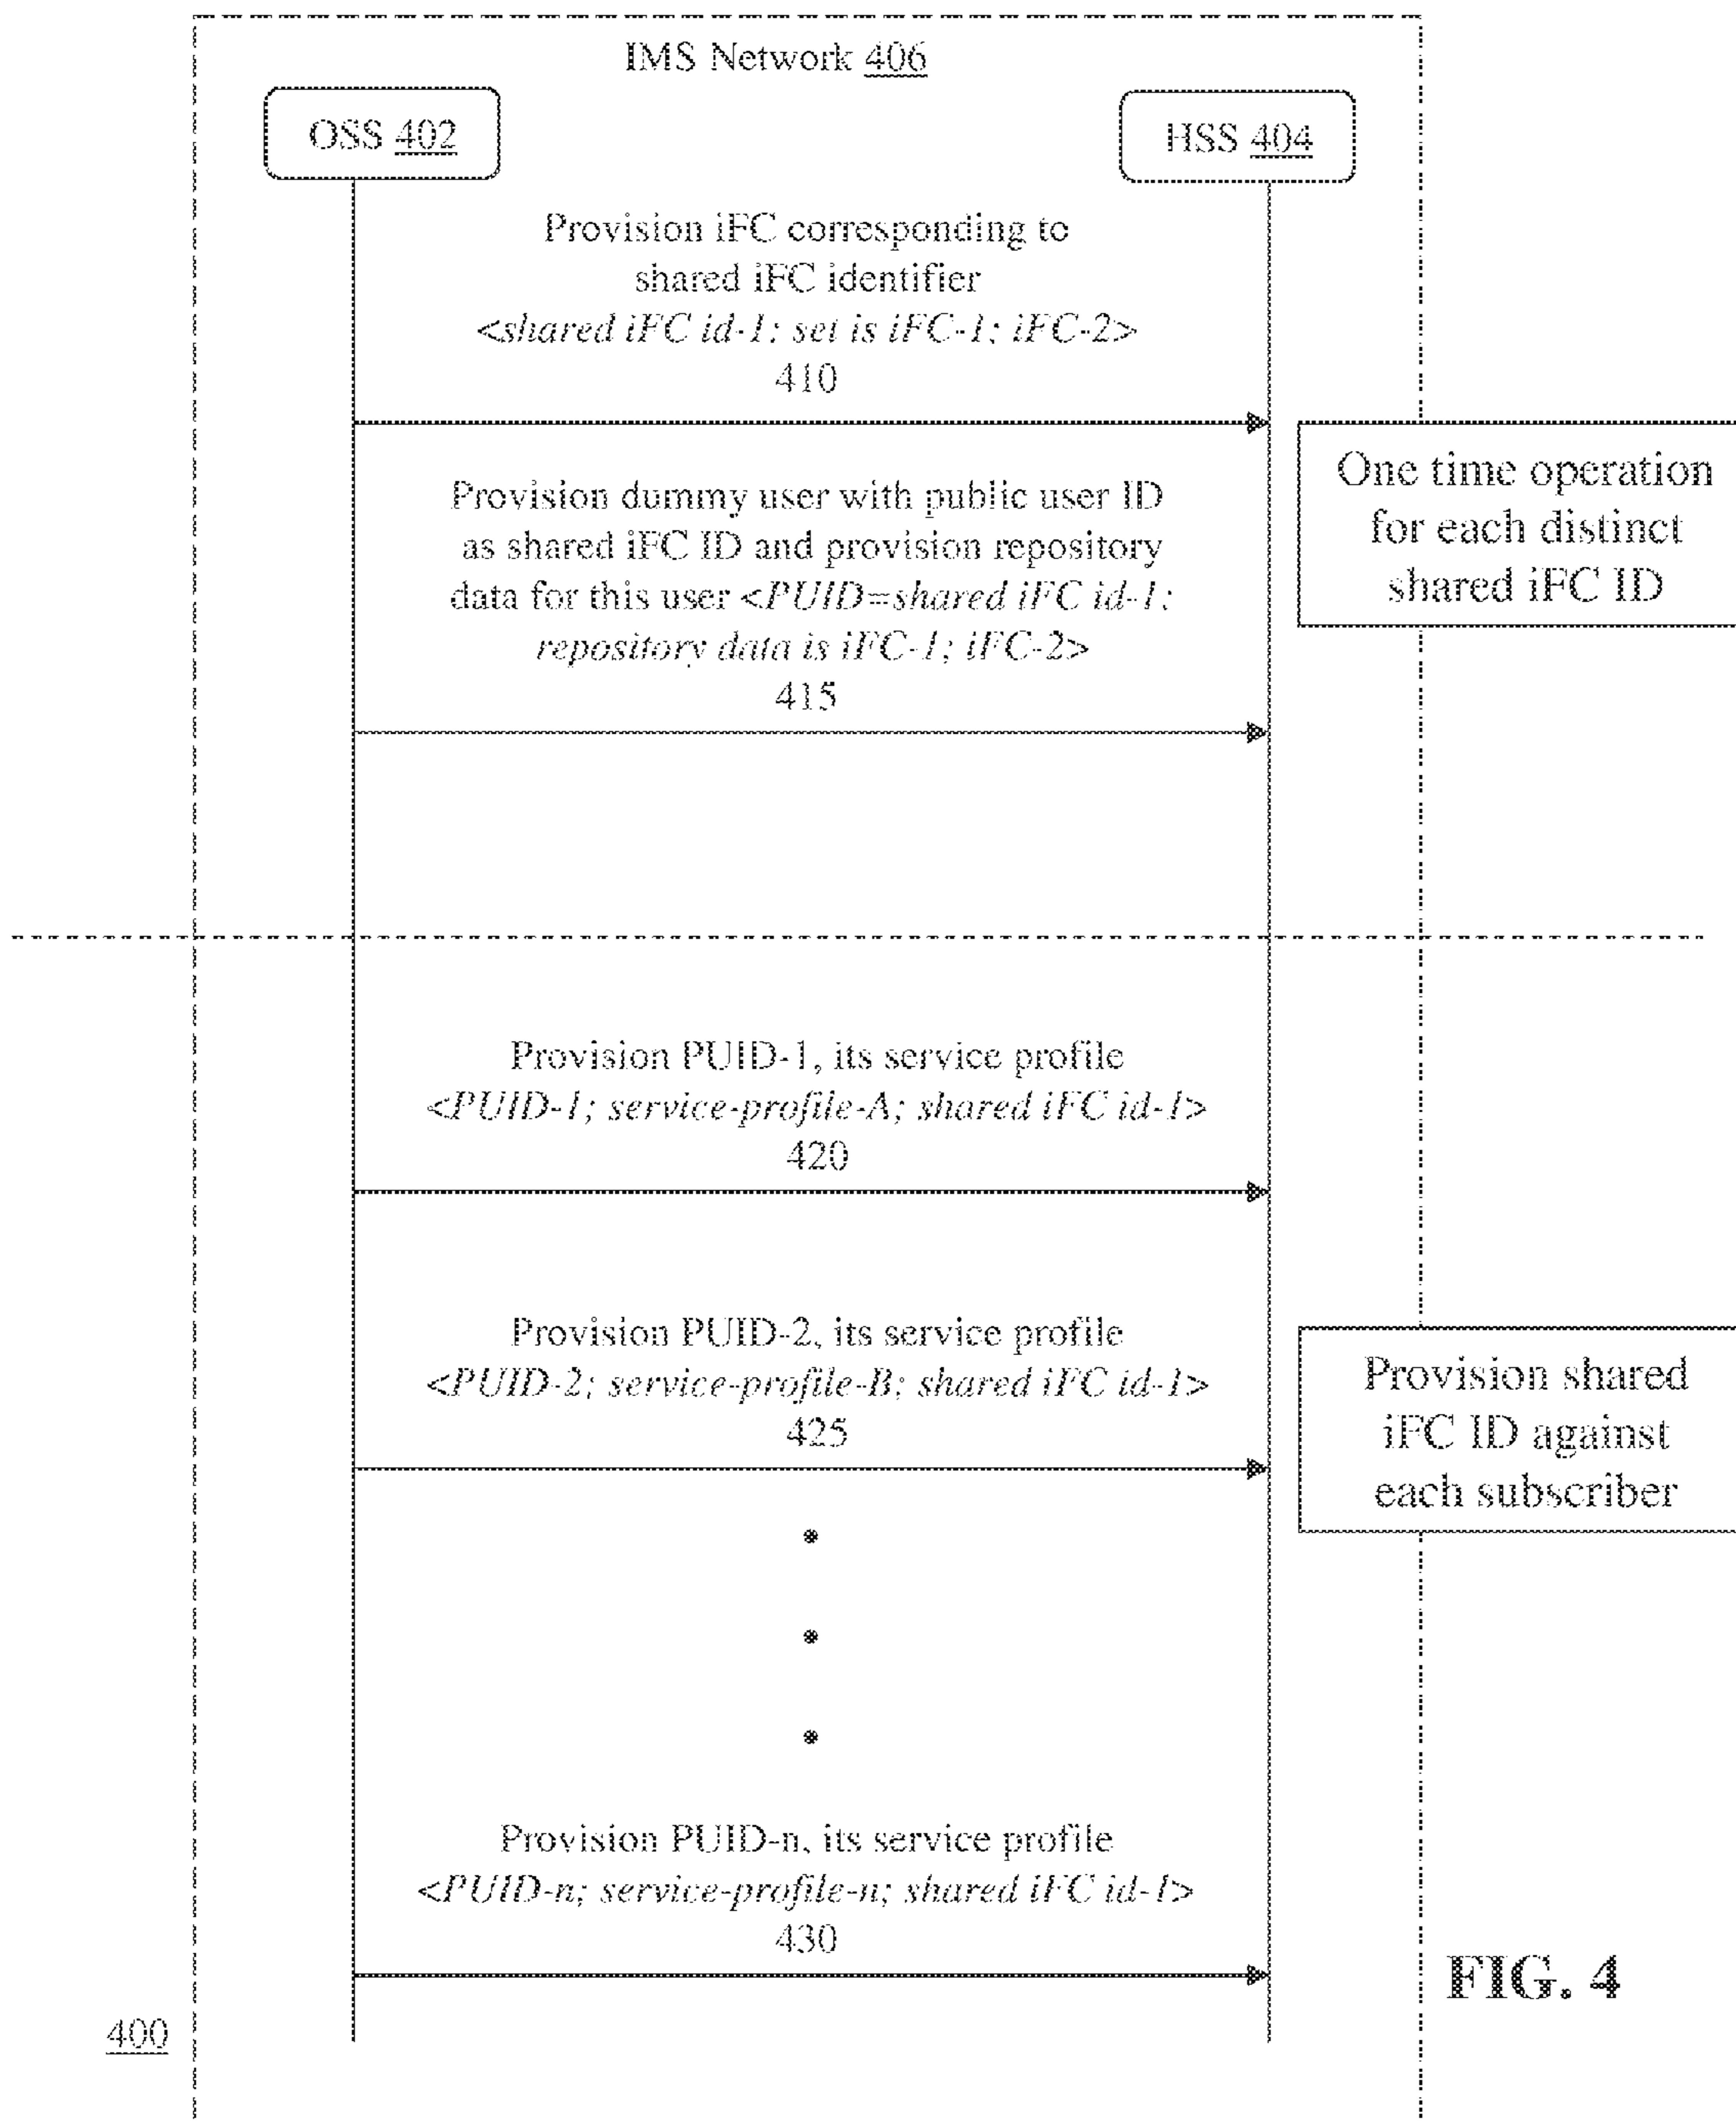 IMS Network 406
OSS 402
HSS 404
Provision iFC corresponding to
shared iFC identifier
<shared iFC id-1; set is iFC-1; iFC-2>
410
One time operation
for each distinct
shared iFC ID
Provision dummy user with public user ID
as shared iFC ID and provision repository
data for this user <PUID=shared iFC id-1;
repository data is iFC-1; iFC-2>
415
Provision PUID-1, its service profile
<PUID-1; service-profile-A; shared iFC id-1>
420
Provision PUID-2, its service profile
<PUID-2; service-profile-B; shared iFC id-1>
425
Provision shared
iFC ID against
each subscriber
Provision PUID-n, its service profile
<PUID-n; service-profile-n; shared iFC id-1>
430
FIG. 4
400